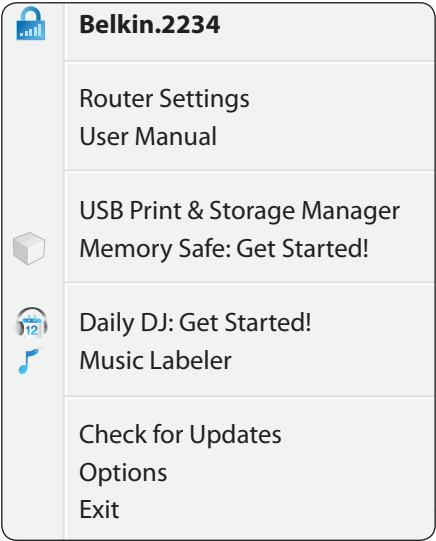 Belkin.2234
Router Settings
User Manual
USB Print & Storage Manager
Memory Safe: Get Started!
12
Daily DJ: Get Started!
Music Labeler
Check for Updates
Options
Exit